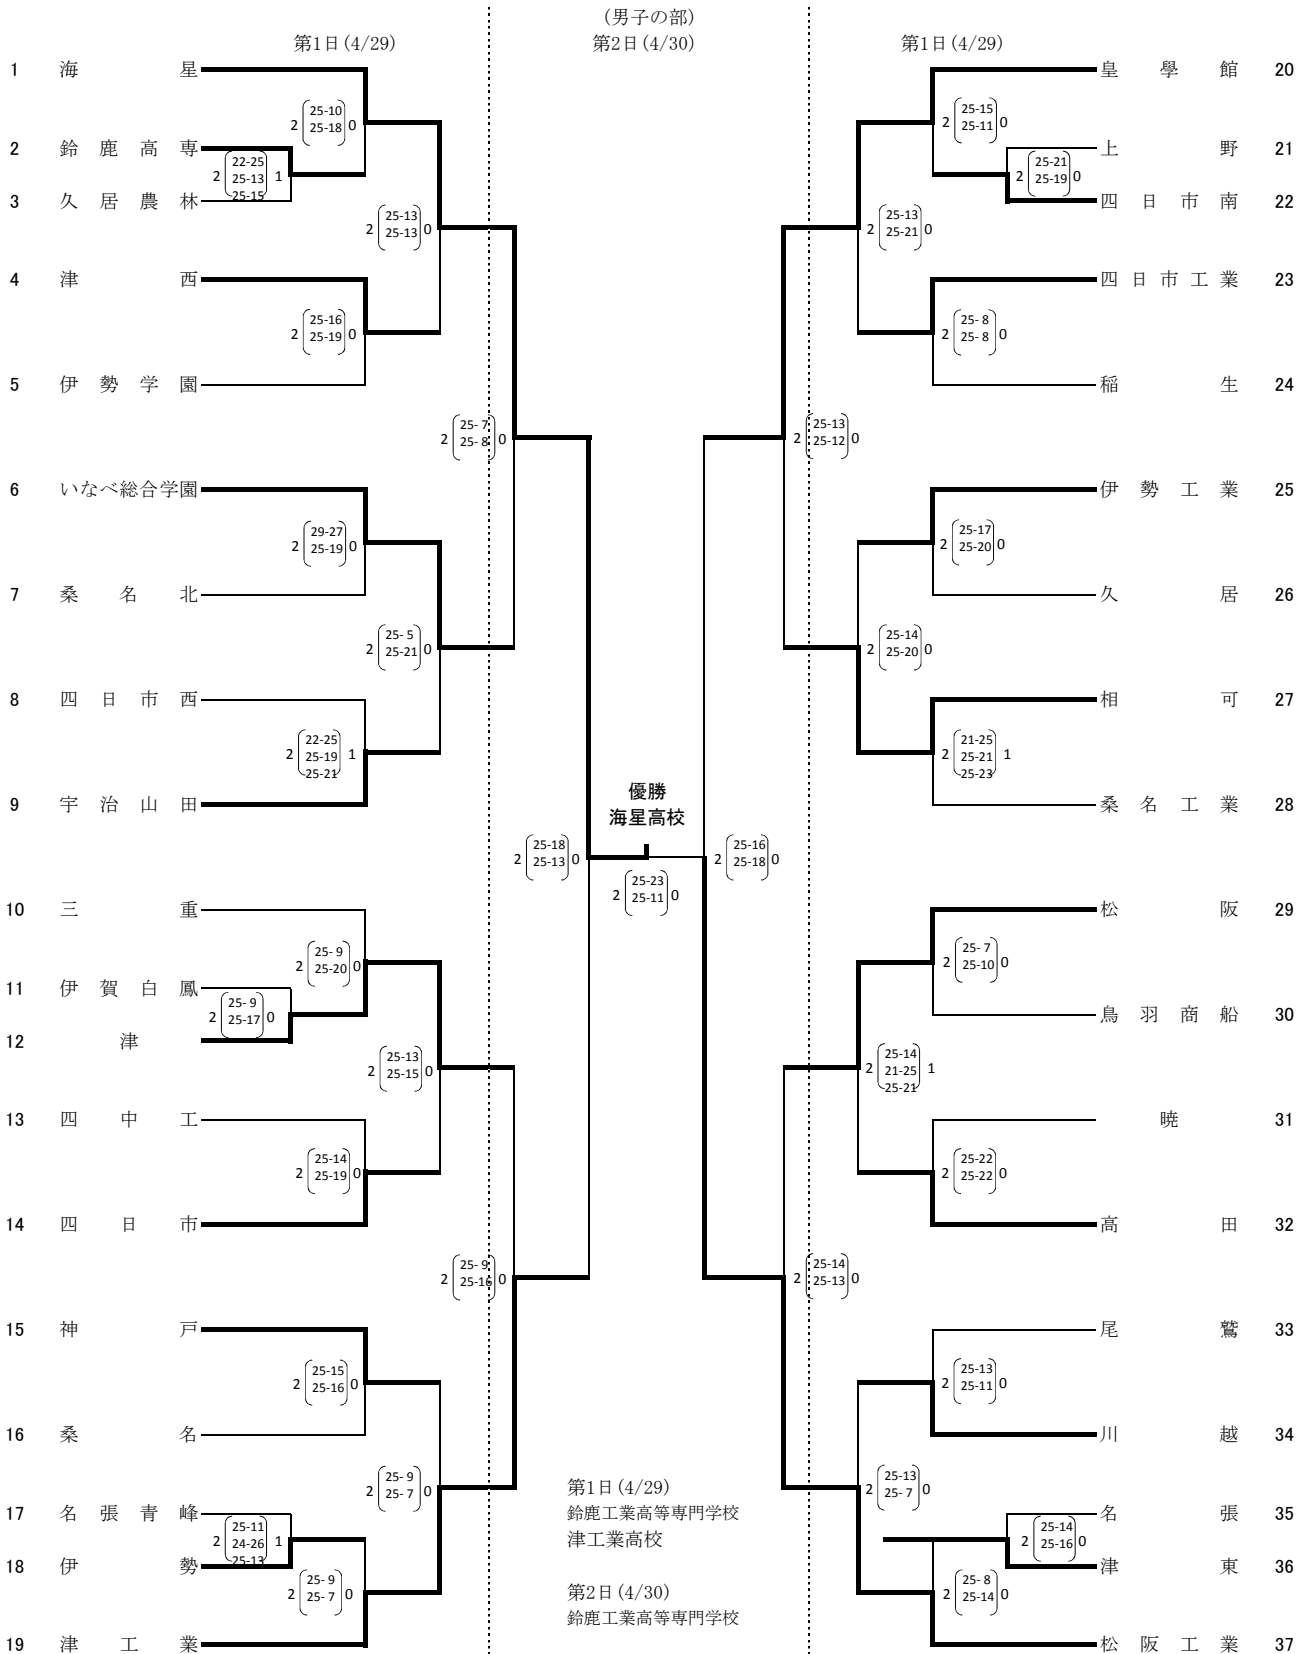 (男子の部)
第1日(4/29)
第2日(4/30)
第1日(4/29)
1 海星
2 鈴鹿高専
3 久居農林
4 津西
5 伊勢学園
6 いなべ総合学園
7 桑名北
8 四日市西
9 宇治山田
10 三重
11 伊賀白鳳
12 津
13 四中工
14 四日市
15 神戸
16 桑名
17 名張青峰
18 伊勢
19 津工業
2 25-10 0
25-18
2 22-25 1
25-13
25-15
2 25-13 0
25-13
2 25-16 0
25-19
2 25-7 0
25-8
2 29-27 0
25-19
2 25-5 0
25-21
2 22-25 1
25-19
25-21
2 25-18 0
25-13
2 25-9 0
25-20
2 25-9 0
25-17
2 25-13 0
25-15
2 25-14 0
25-19
2 25-9 0
25-16
2 25-15 0
25-16
2 25-9 0
25-7
2 25-11 1
24-26
25-13
2 25-9 0
25-7
優勝
海星高校
2 25-23 0
25-11
第1日(4/29)
鈴鹿工業高等専門学校
津工業高校
第2日(4/30)
鈴鹿工業高等専門学校
皇學館 20
上野 21
四日市南 22
四日市工業 23
稲生 24
伊勢工業 25
久居 26
相可 27
桑名工業 28
松阪 29
鳥羽商船 30
暁 31
高田 32
尾鷲 33
川越 34
名張 35
津東 36
松阪工業 37
2 25-15 0
25-11
2 25-21 0
25-19
2 25-13 0
25-21
2 25-8 0
25-8
2 25-13 0
25-12
2 25-17 0
25-20
2 25-14 0
25-20
2 21-25 1
25-21
25-23
2 25-16 0
25-18
2 25-7 0
25-10
2 25-14 1
21-25
25-21
2 25-22 0
25-22
2 25-14 0
25-13
2 25-13 0
25-11
2 25-13 0
25-7
2 25-14 0
25-16
2 25-8 0
25-14